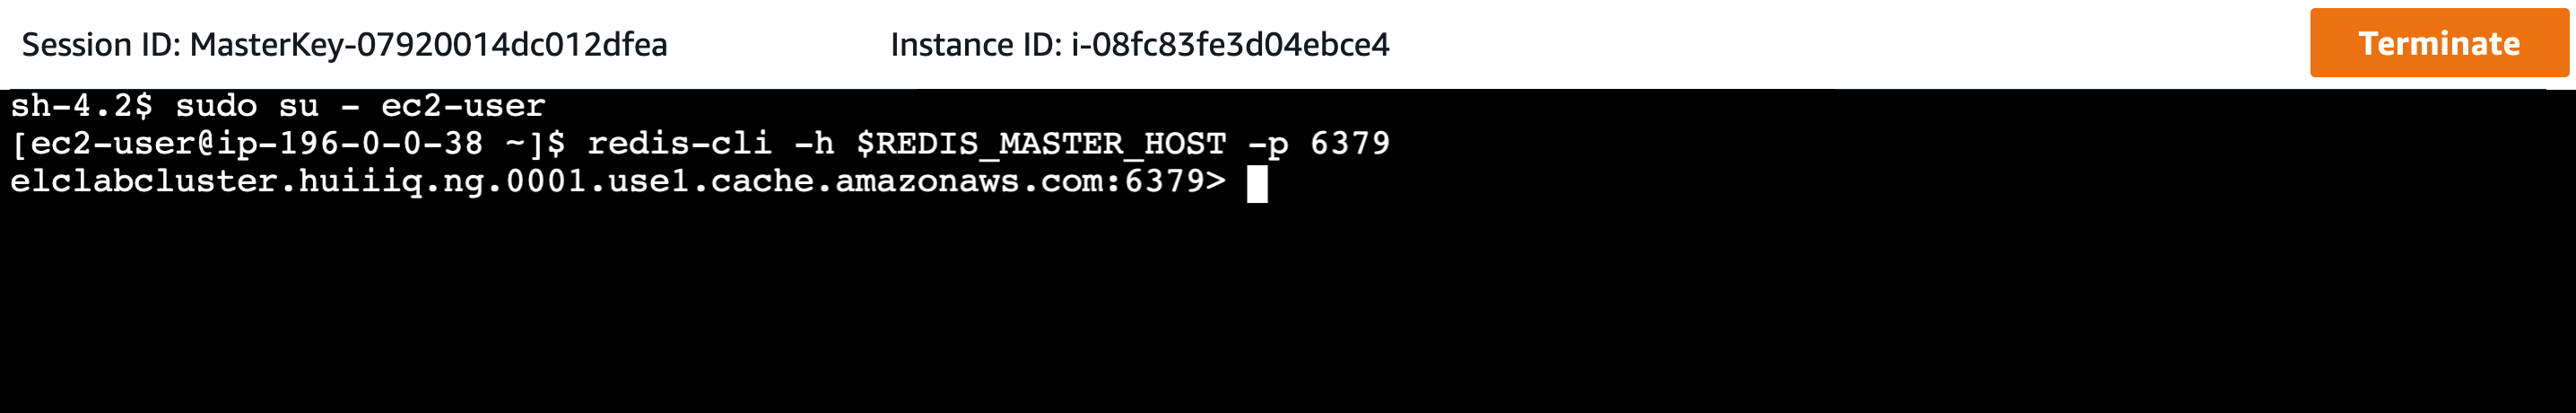 Session ID: MasterKey-07920014dc012dfea
Instance ID: i-08fc83fe3d04ebce4
Terminate
sh-4.2$ sudo su - ec2-user
[ec2-user@ip-196-0-0-38 ~]$ redis-cli -h $REDIS_MASTER_HOST -p 6379
elclabcluster.huiiiq.ng.0001.use1.cache.amazonaws.com:6379>